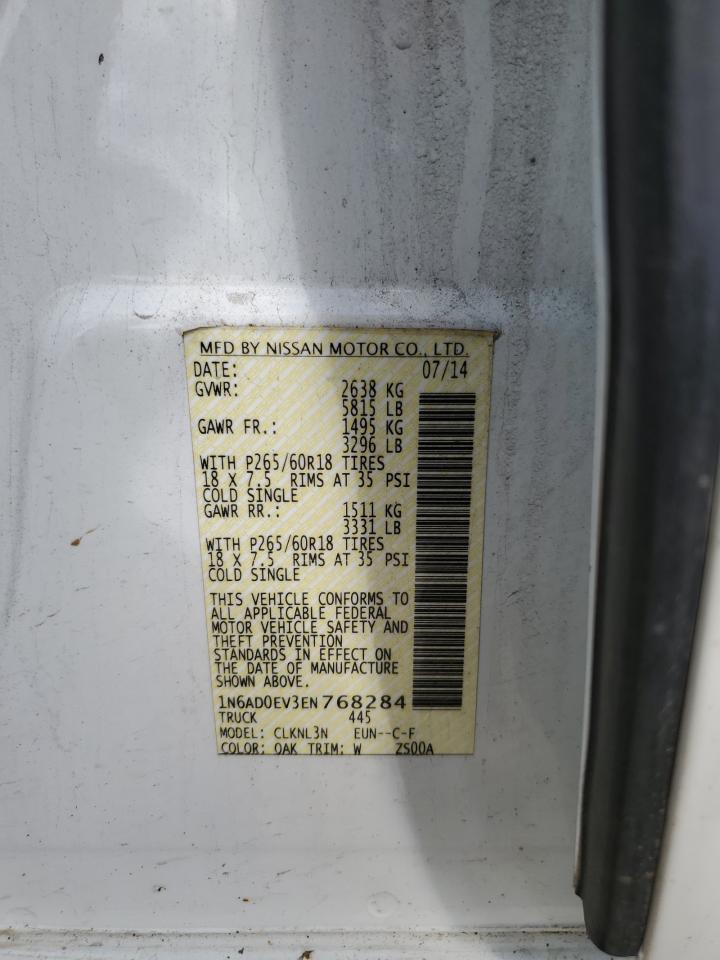 MFD BY NISSAN MOTOR CO., LTD.
DATE: 07/14
GVWR: 2638 KG
5815 LB
GAWR FR.: 1495 KG
3296 LB
WITH P265/60R18 TIRES
18 X 7.5 RIMS AT 35 PSI
COLD SINGLE
GAWR RR.: 1511 KG
3331 LB
WITH P265/60R18 TIRES
18 X 7.5 RIMS AT 35 PSI
COLD SINGLE
THIS VEHICLE CONFORMS TO
ALL APPLICABLE FEDERAL
MOTOR VEHICLE SAFETY AND
THEFT PREVENTION
STANDARDS IN EFFECT ON
THE DATE OF MANUFACTURE
SHOWN ABOVE.
1N6AD0EV3EN768284
TRUCK 445
MODEL: CLKNL3N EUN--C-F
COLOR: QAK TRIM: W ZS00A